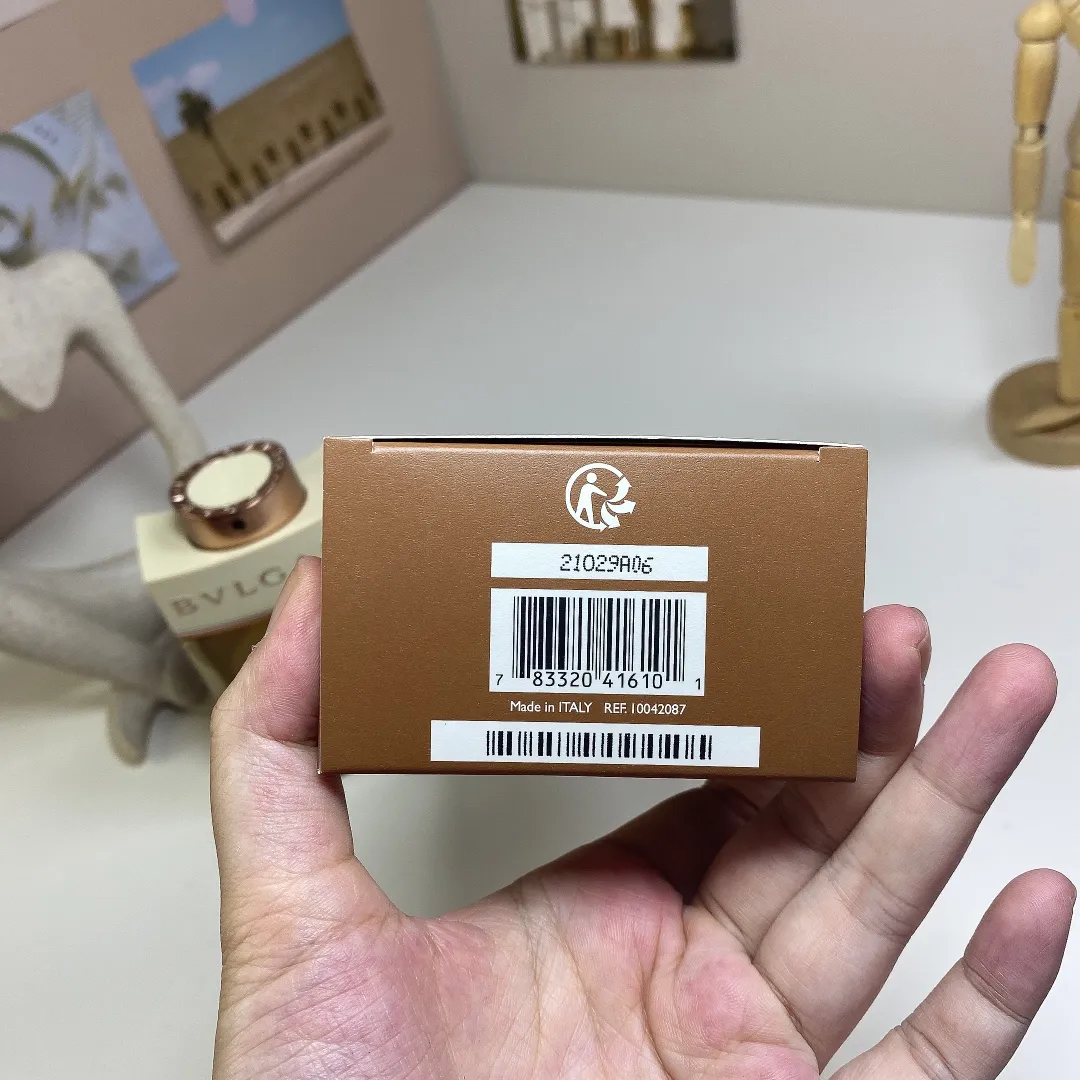 BVLG
21029A06
7 83320 41610 1
Made in ITALY REF. 10042087